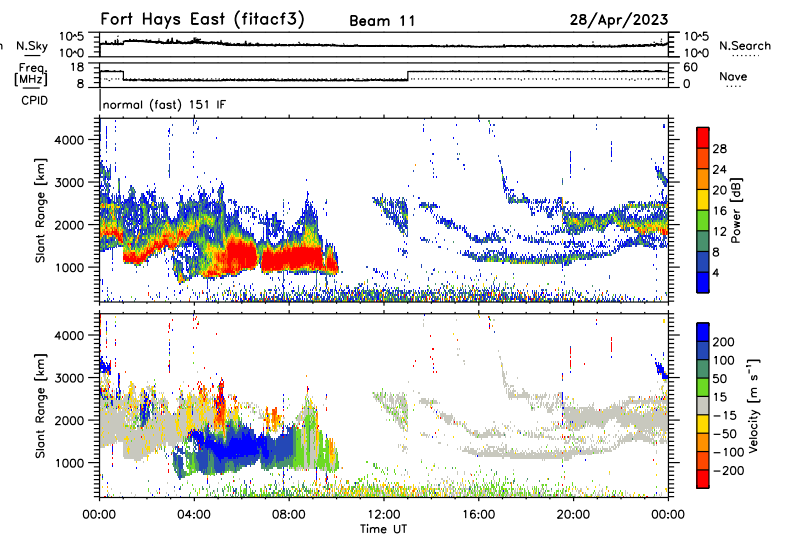 Fort Hays East (fitacf3) Beam 11 28/Apr/2023
N.Sky 10^5 10^0 10^5 10^0 N.Search
Freq. [MHz] 18 8 60 0 Nave
CPID normal (fast) 151 IF
Slant Range [km] 4000 3000 2000 1000
Power [dB] 28 24 20 16 12 8 4
Slant Range [km] 4000 3000 2000 1000
Velocity [m s⁻¹] 200 100 50 15 -15 -50 -100 -200
00:00 04:00 08:00 12:00 16:00 20:00 00:00
Time UT